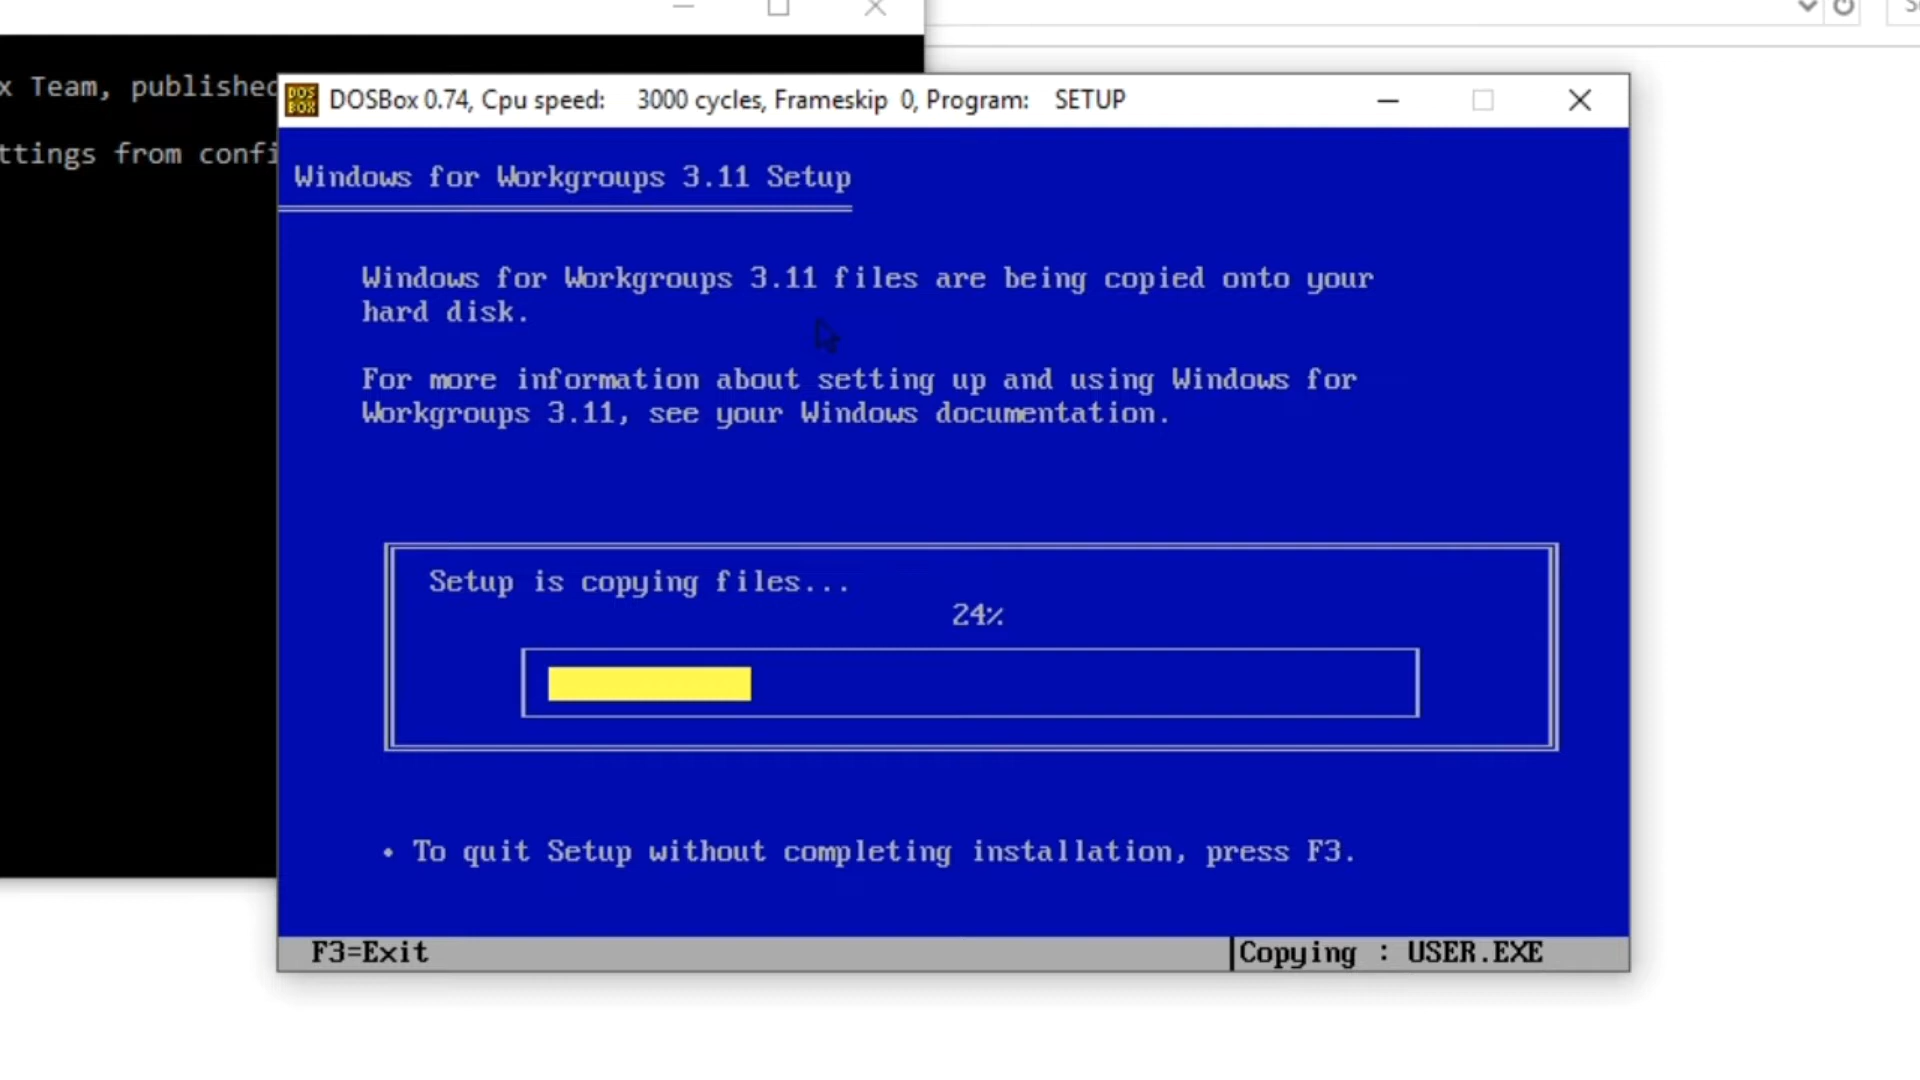 x Team, published
ttings from confi
DOSBox 0.74, Cpu speed: 3000 cycles, Frameskip 0, Program: SETUP
Windows for Workgroups 3.11 Setup
Windows for Workgroups 3.11 files are being copied onto your
hard disk.
For more information about setting up and using Windows for
Workgroups 3.11, see your Windows documentation.
Setup is copying files...
24%
• To quit Setup without completing installation, press F3.
F3=Exit
Copying : USER.EXE